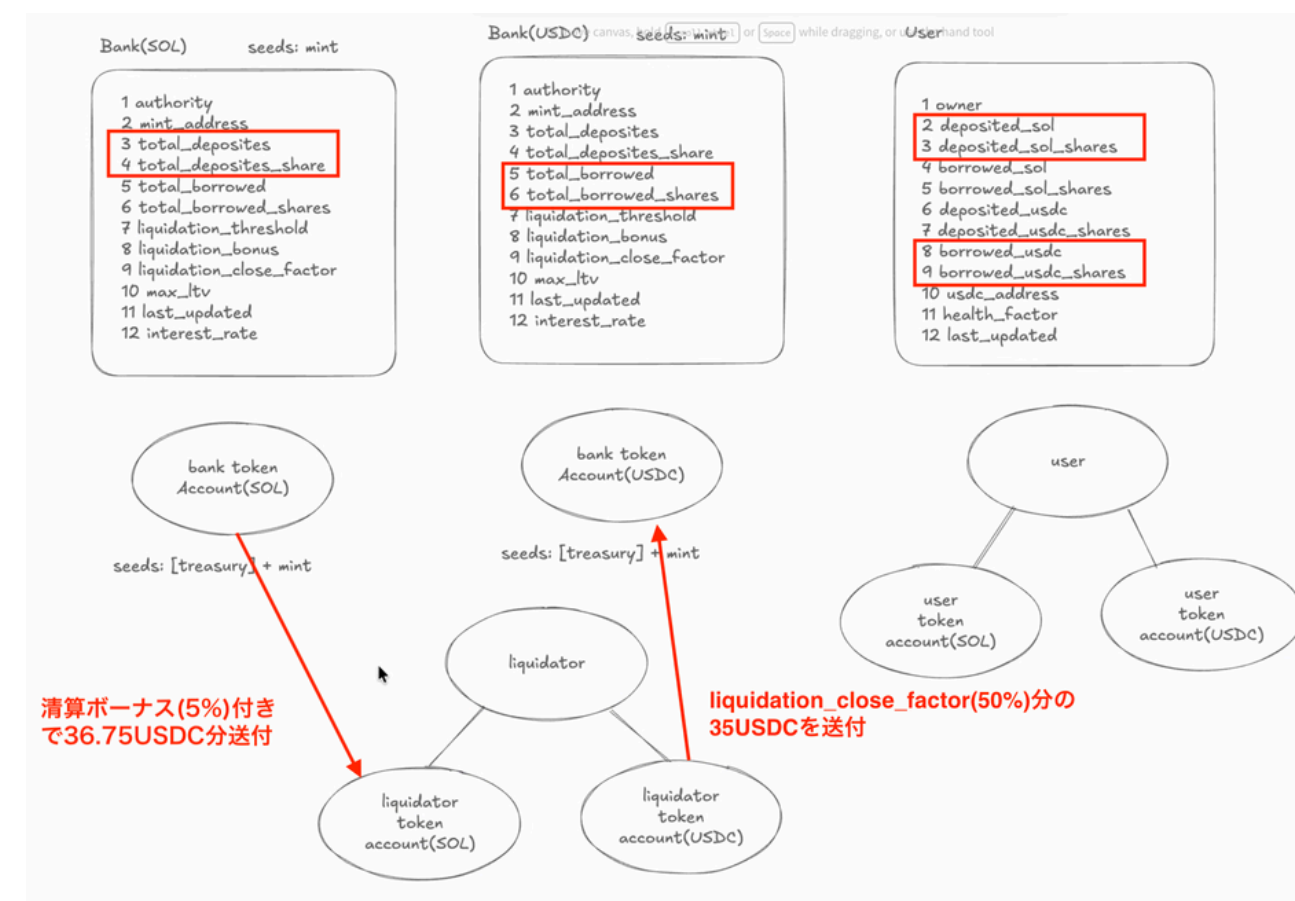 Bank(SOL) seeds: mint
1 authority
2 mint_address
3 total_deposites
4 total_deposites_share
5 total_borrowed
6 total_borrowed_shares
7 liquidation_threshold
8 liquidation_bonus
9 liquidation_close_factor
10 max_ltv
11 last_updated
12 interest_rate
Bank(USDC) seeds: mint
canvas, or Space while dragging, or hand tool
1 authority
2 mint_address
3 total_deposites
4 total_deposites_share
5 total_borrowed
6 total_borrowed_shares
7 liquidation_threshold
8 liquidation_bonus
9 liquidation_close_factor
10 max_ltv
11 last_updated
12 interest_rate
User
1 owner
2 deposited_sol
3 deposited_sol_shares
4 borrowed_sol
5 borrowed_sol_shares
6 deposited_usdc
7 deposited_usdc_shares
8 borrowed_usdc
9 borrowed_usdc_shares
10 usdc_address
11 health_factor
12 last_updated
bank token
Account(SOL)
seeds: [treasury] + mint
bank token
Account(USDC)
seeds: [treasury] + mint
user
user
token
account(SOL)
user
token
account(USDC)
liquidator
清算ボーナス(5%)付き
で36.75USDC分送付
liquidation_close_factor(50%)分の
35USDCを送付
liquidator
token
account(SOL)
liquidator
token
account(USDC)